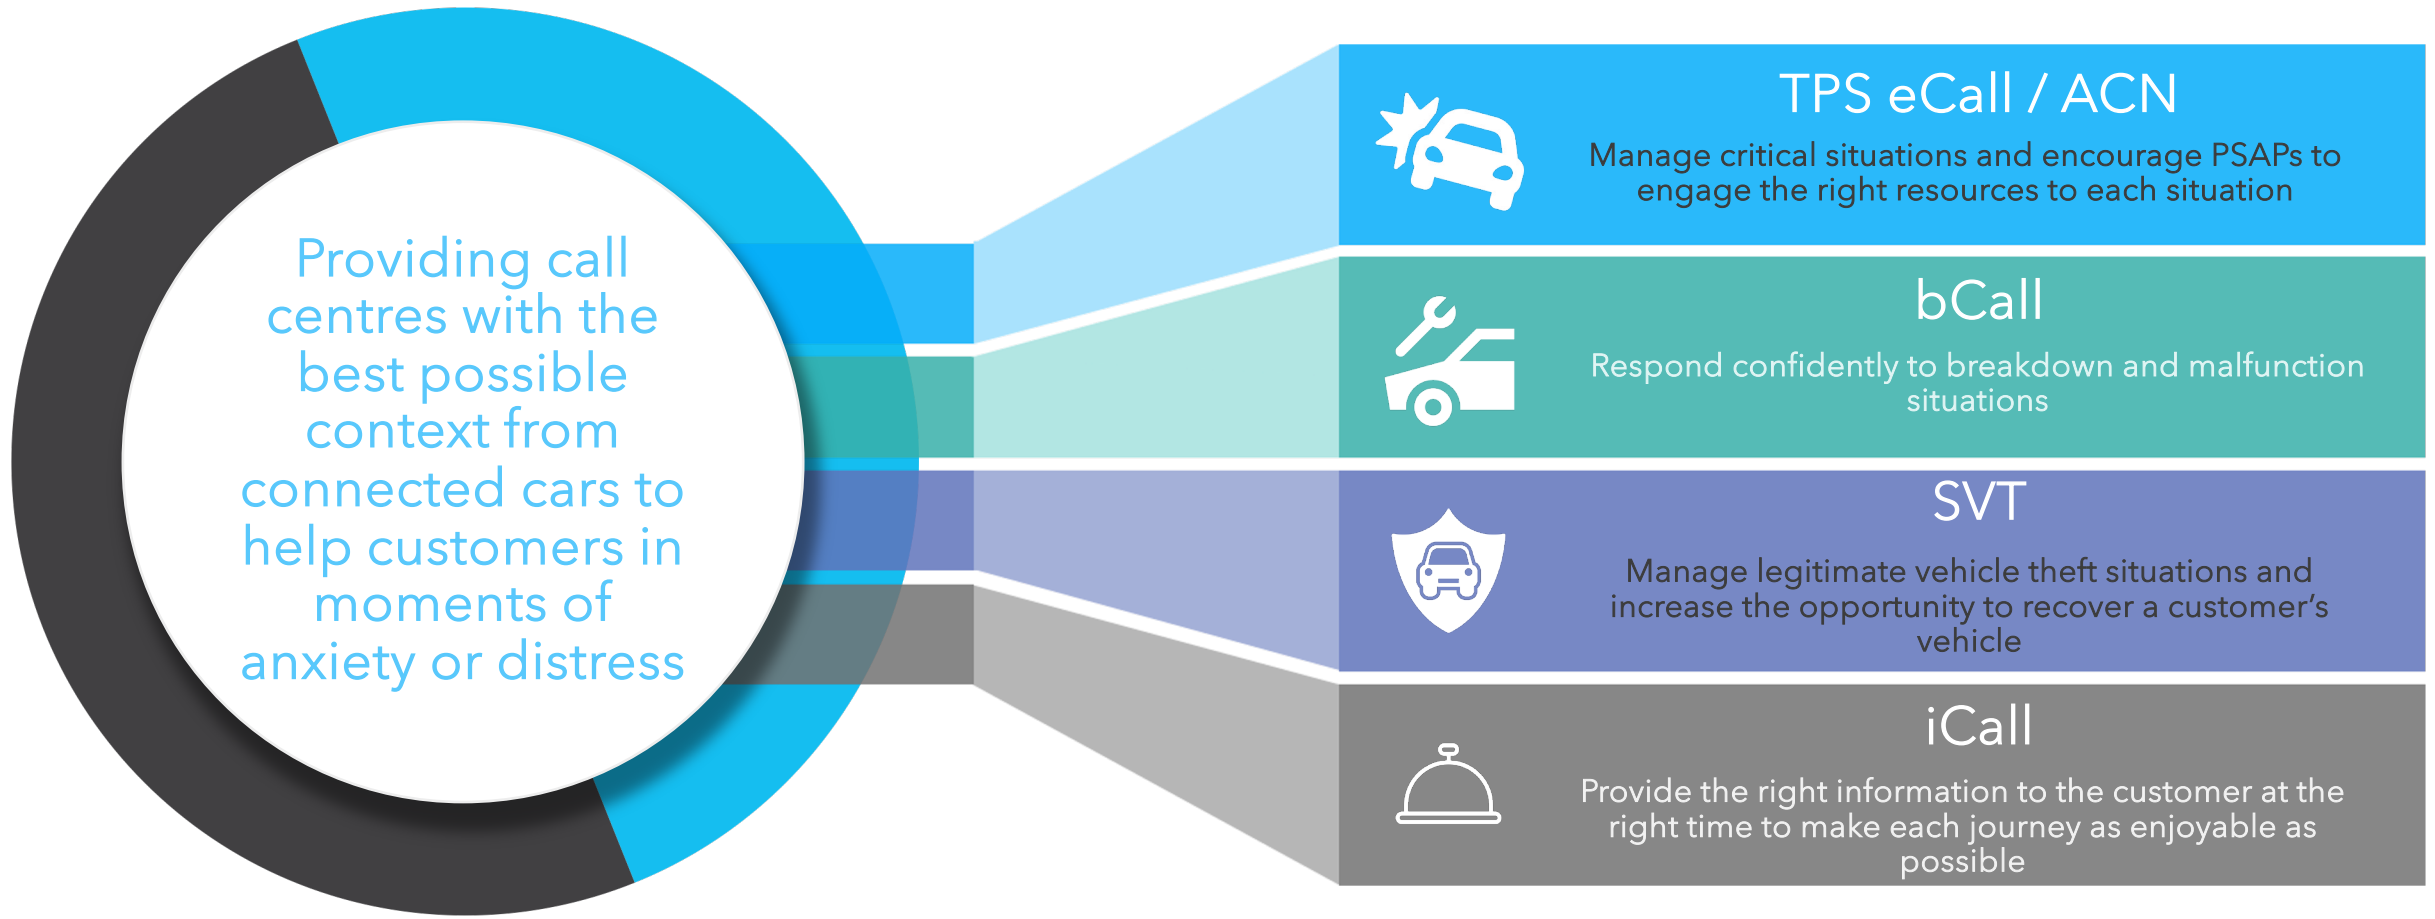 Providing call
centres with the
best possible
context from
connected cars to
help customers in
moments of
anxiety or distress
TPS eCall / ACN
Manage critical situations and encourage PSAPs to
engage the right resources to each situation
bCall
Respond confidently to breakdown and malfunction
situations
SVT
Manage legitimate vehicle theft situations and
increase the opportunity to recover a customer’s
vehicle
iCall
Provide the right information to the customer at the
right time to make each journey as enjoyable as
possible